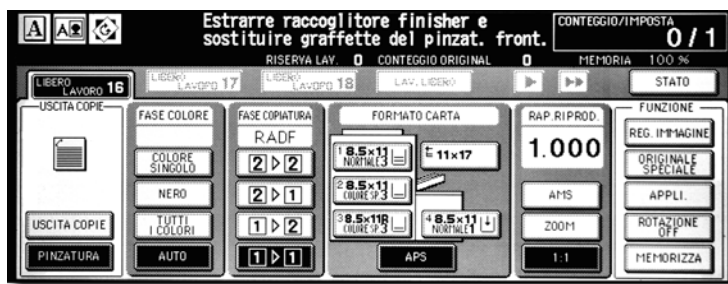 Estrarre raccoglitore finisher e
sostituire graffette del pinzat. front.
CONTEGGIO/IMPOSTA
0/1
RISERVA LAV. 0 CONTEGGIO ORIGINAL 0 MEMORIA 100 %
LIBERO LAVORO 16
LIBERO LAVORO 17
LIBERO LAVORO 18
LAV. LIBERO
STATO
USCITA COPIE
USCITA COPIE
PINZATURA
FASE COLORE
COLORE
SINGOLO
NERO
TUTTI
I COLORI
AUTO
FASE COPIATURA
RADF
2 ▷ 2
2 ▷ 1
1 ▷ 2
1 ▷ 1
FORMATO CARTA
1 8.5×11
NORMALE 3
11×17
2 8.5×11
COLORE SP 3
3 8.5×11R
COLORE SP 3
4 8.5×11
NORMALE 1
APS
RAP.RIPROD.
1.000
AMS
ZOOM
1:1
FUNZIONE
REG. IMMAGINE
ORIGINALE
SPECIALE
APPLI.
ROTAZIONE
OFF
MEMORIZZA